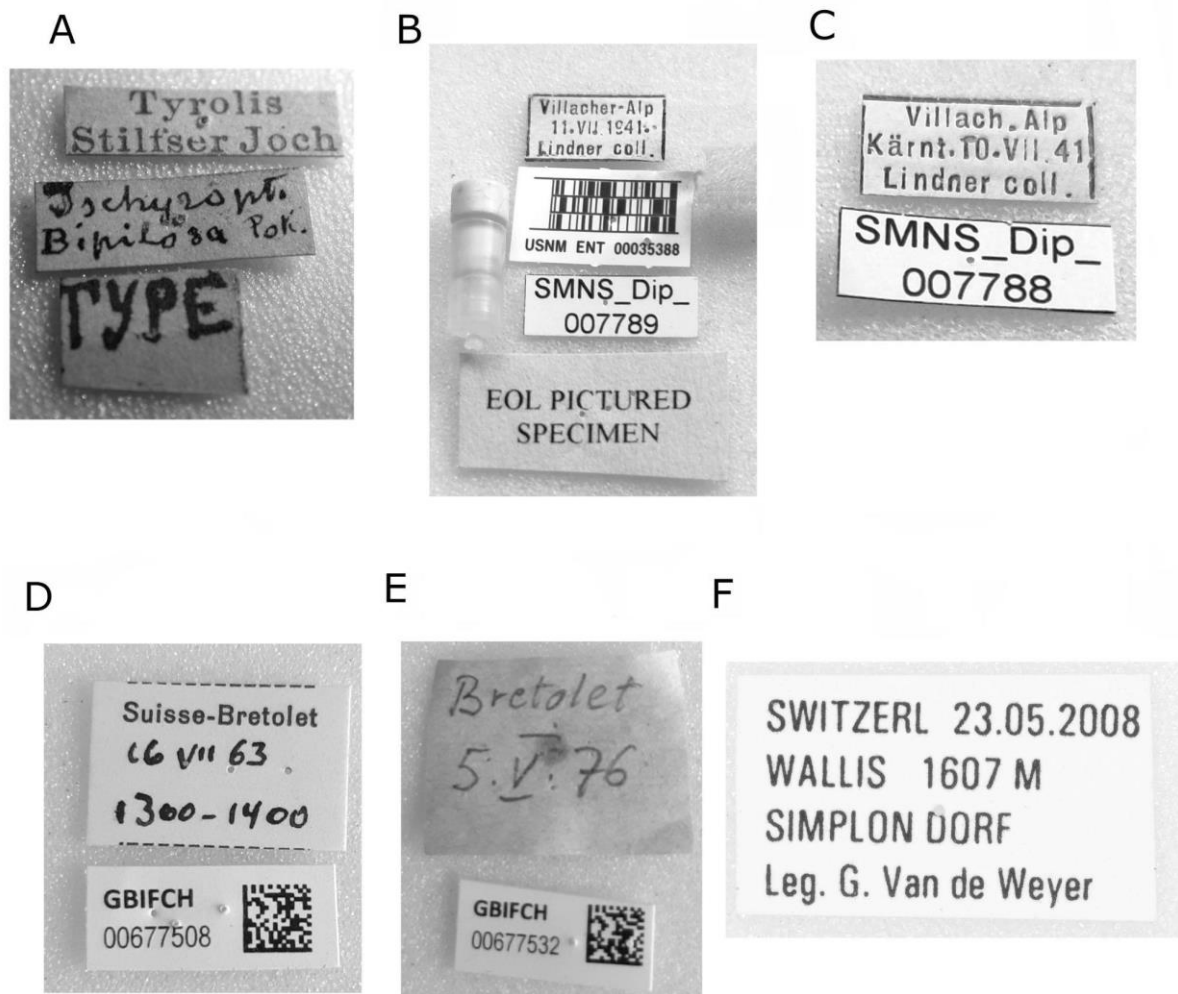 A
Tyrolis
Stilfser Joch
Ischyropt.
Bipilosa Pok.
TYPE
B
Villacher-Alp
11.VII.1941.
Lindner coll.
USNM ENT 00035388
SMNS_Dip_
007789
EOL PICTURED
SPECIMEN
C
Villach. Alp
Kärnt.10.VII.41
Lindner coll.
SMNS_Dip_
007788
D
Suisse-Bretolet
16 VII 63
1300-1400
GBIFCH
00677508
E
Bretolet
5.V.76
GBIFCH
00677532
F
SWITZERL 23.05.2008
WALLIS 1607 M
SIMPLON DORF
Leg. G. Van de Weyer